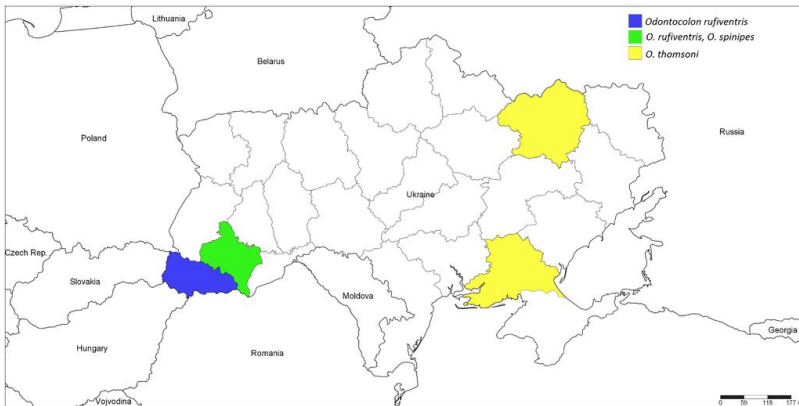 Lithuania
Odontocolon rufiventris
O. rufiventris, O. spinipes
O. thomsoni
Belarus
Russia
Poland
Ukraine
Czech Rep.
Slovakia
Moldova
Georgia
Hungary
Romania
Vojvodina
0 59 118 177